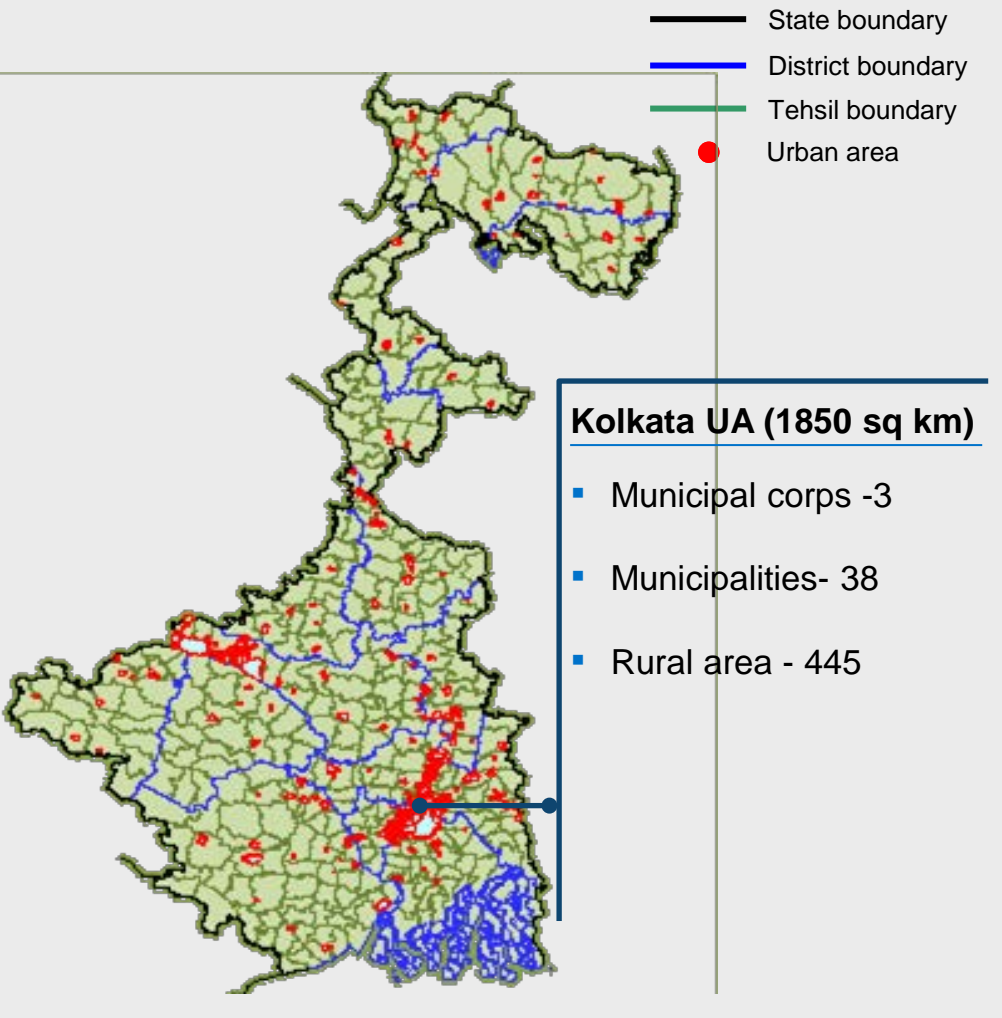 State boundary
District boundary
Tehsil boundary
Urban area
Kolkata UA (1850 sq km)
▪ Municipal corps -3
▪ Municipalities- 38
▪ Rural area - 445